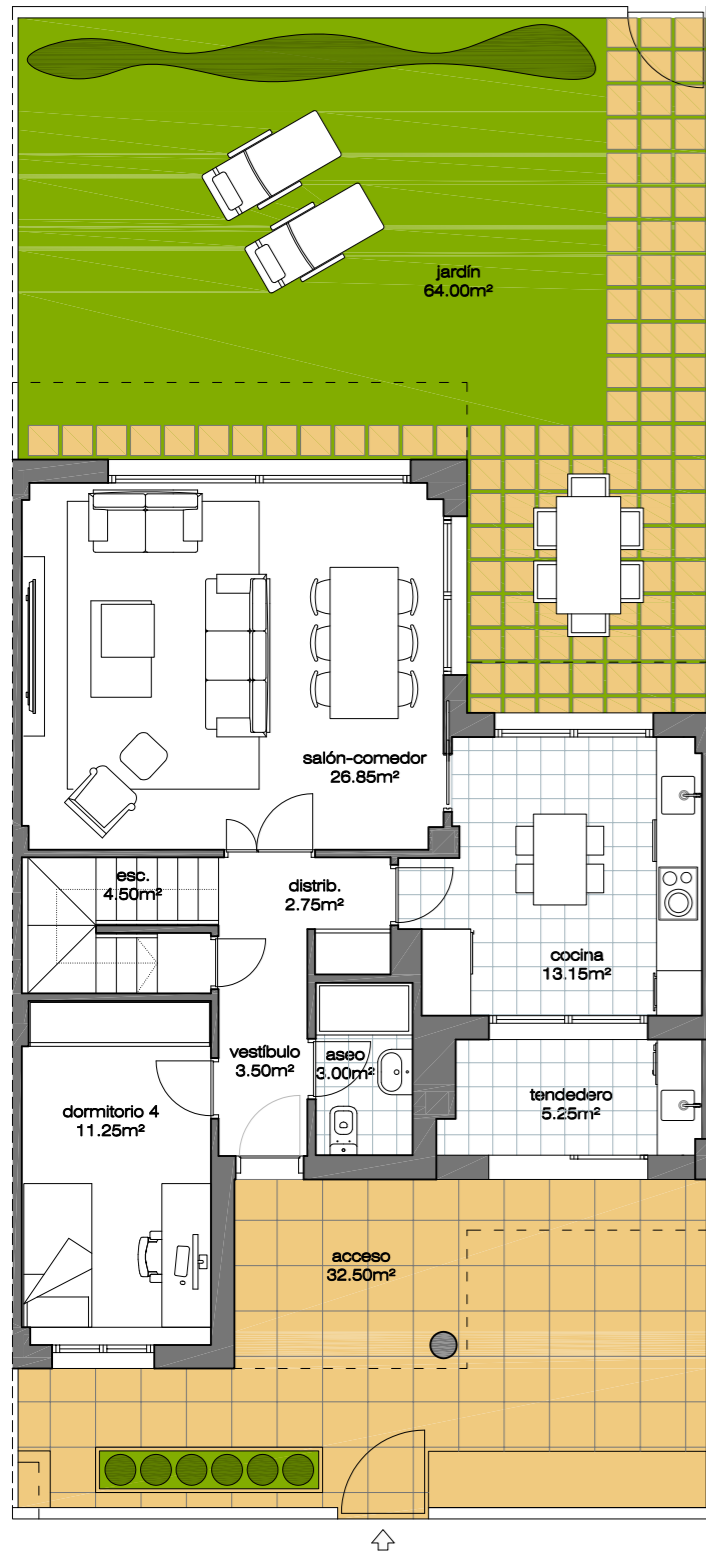 jardín
64.00m²
salón-comedor
26.85m²
esc.
4.50m²
distrib.
2.75m²
cocina
13.15m²
vestíbulo
3.50m²
aseo
3.00m²
dormitorio 4
11.25m²
tendedero
5.25m²
acceso
32.50m²